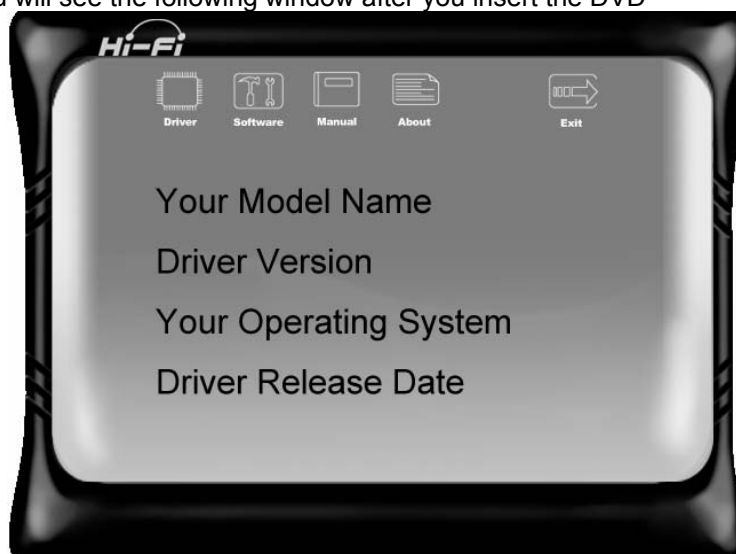 will see the following window after you insert the DVD
Hi-Fi
Driver Software Manual About Exit
Your Model Name
Driver Version
Your Operating System
Driver Release Date